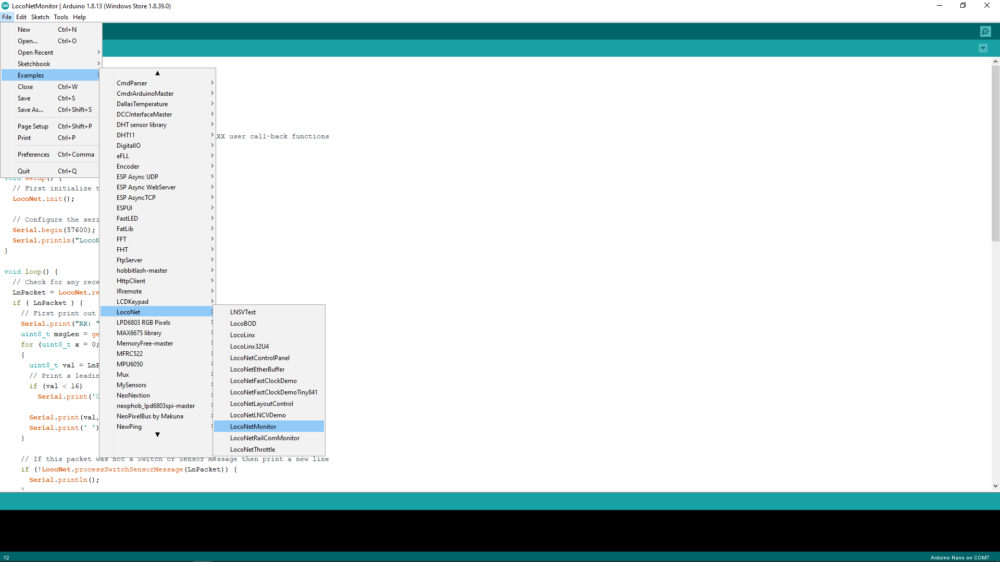 LocoNetMonitor | Arduino 1.8.13 (Windows Store 1.8.39.0)
File Edit Sketch Tools Help
New Ctrl+N
Open... Ctrl+O
Open Recent
Sketchbook
Examples
Close Ctrl+W
Save Ctrl+S
Save As... Ctrl+Shift+S
Page Setup Ctrl+Shift+P
Print Ctrl+P
Preferences Ctrl+Comma
Quit Ctrl+Q
CmdParser
CmdrArduinoMaster
DallasTemperature
DCCInterfaceMaster
DHT sensor library
DHT11
DigitalIO
eFLL
Encoder
ESP Async UDP
ESP Async WebServer
ESP AsyncTCP
ESPUI
FastLED
FatLib
FFT
FHT
FtpServer
hobbitlash-master
HttpClient
IRremote
LCDKeypad
LocoNet
LPD6803 RGB Pixels
MAX6675 library
MemoryFree-master
MFRC522
MPU6050
Mux
MySensors
NeoNextion
neophob_lpd6803spi-master
NeoPixelBus by Makuna
NewPing
LNSVTest
LocoBOD
LocoLinx
LocoLinx32U4
LocoNetControlPanel
LocoNetEtherBuffer
LocoNetFastClockDemo
LocoNetFastClockDemoTiny841
LocoNetLayoutControl
LocoNetLNCVDemo
LocoNetMonitor
LocoNetRailComMonitor
LocoNetThrottle
XX user call-back functions
void setup() {
// First initialize t
LocoNet.init();
// Configure the seri
Serial.begin(57600);
Serial.println("LocoN
}
void loop() {
// Check for any rece
LnPacket = LocoNet.re
if ( LnPacket ) {
// First print out
Serial.print("RX: "
uint8_t msgLen = ge
for (uint8_t x = 0;
{
uint8_t val = LnP
// Print a leadin
if (val < 16)
Serial.print('0
Serial.print(val,
Serial.print(' ')
}
// If this packet was not a Switch or Sensor Message then print a new line
if (!LocoNet.processSwitchSensorMessage(LnPacket)) {
Serial.println();
}
12
Arduino Nano on COM7